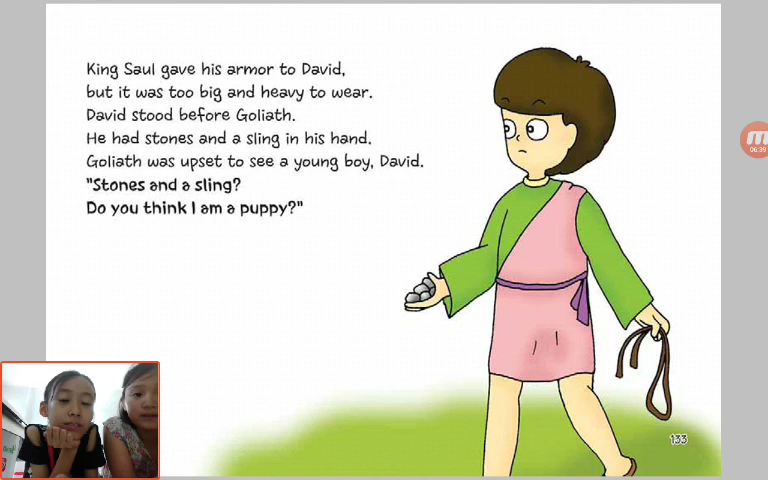 King Saul gave his armor to David,
but it was too big and heavy to wear.
David stood before Goliath.
He had stones and a sling in his hand.
Goliath was upset to see a young boy, David.
"Stones and a sling?
Do you think I am a puppy?"
133
06:39